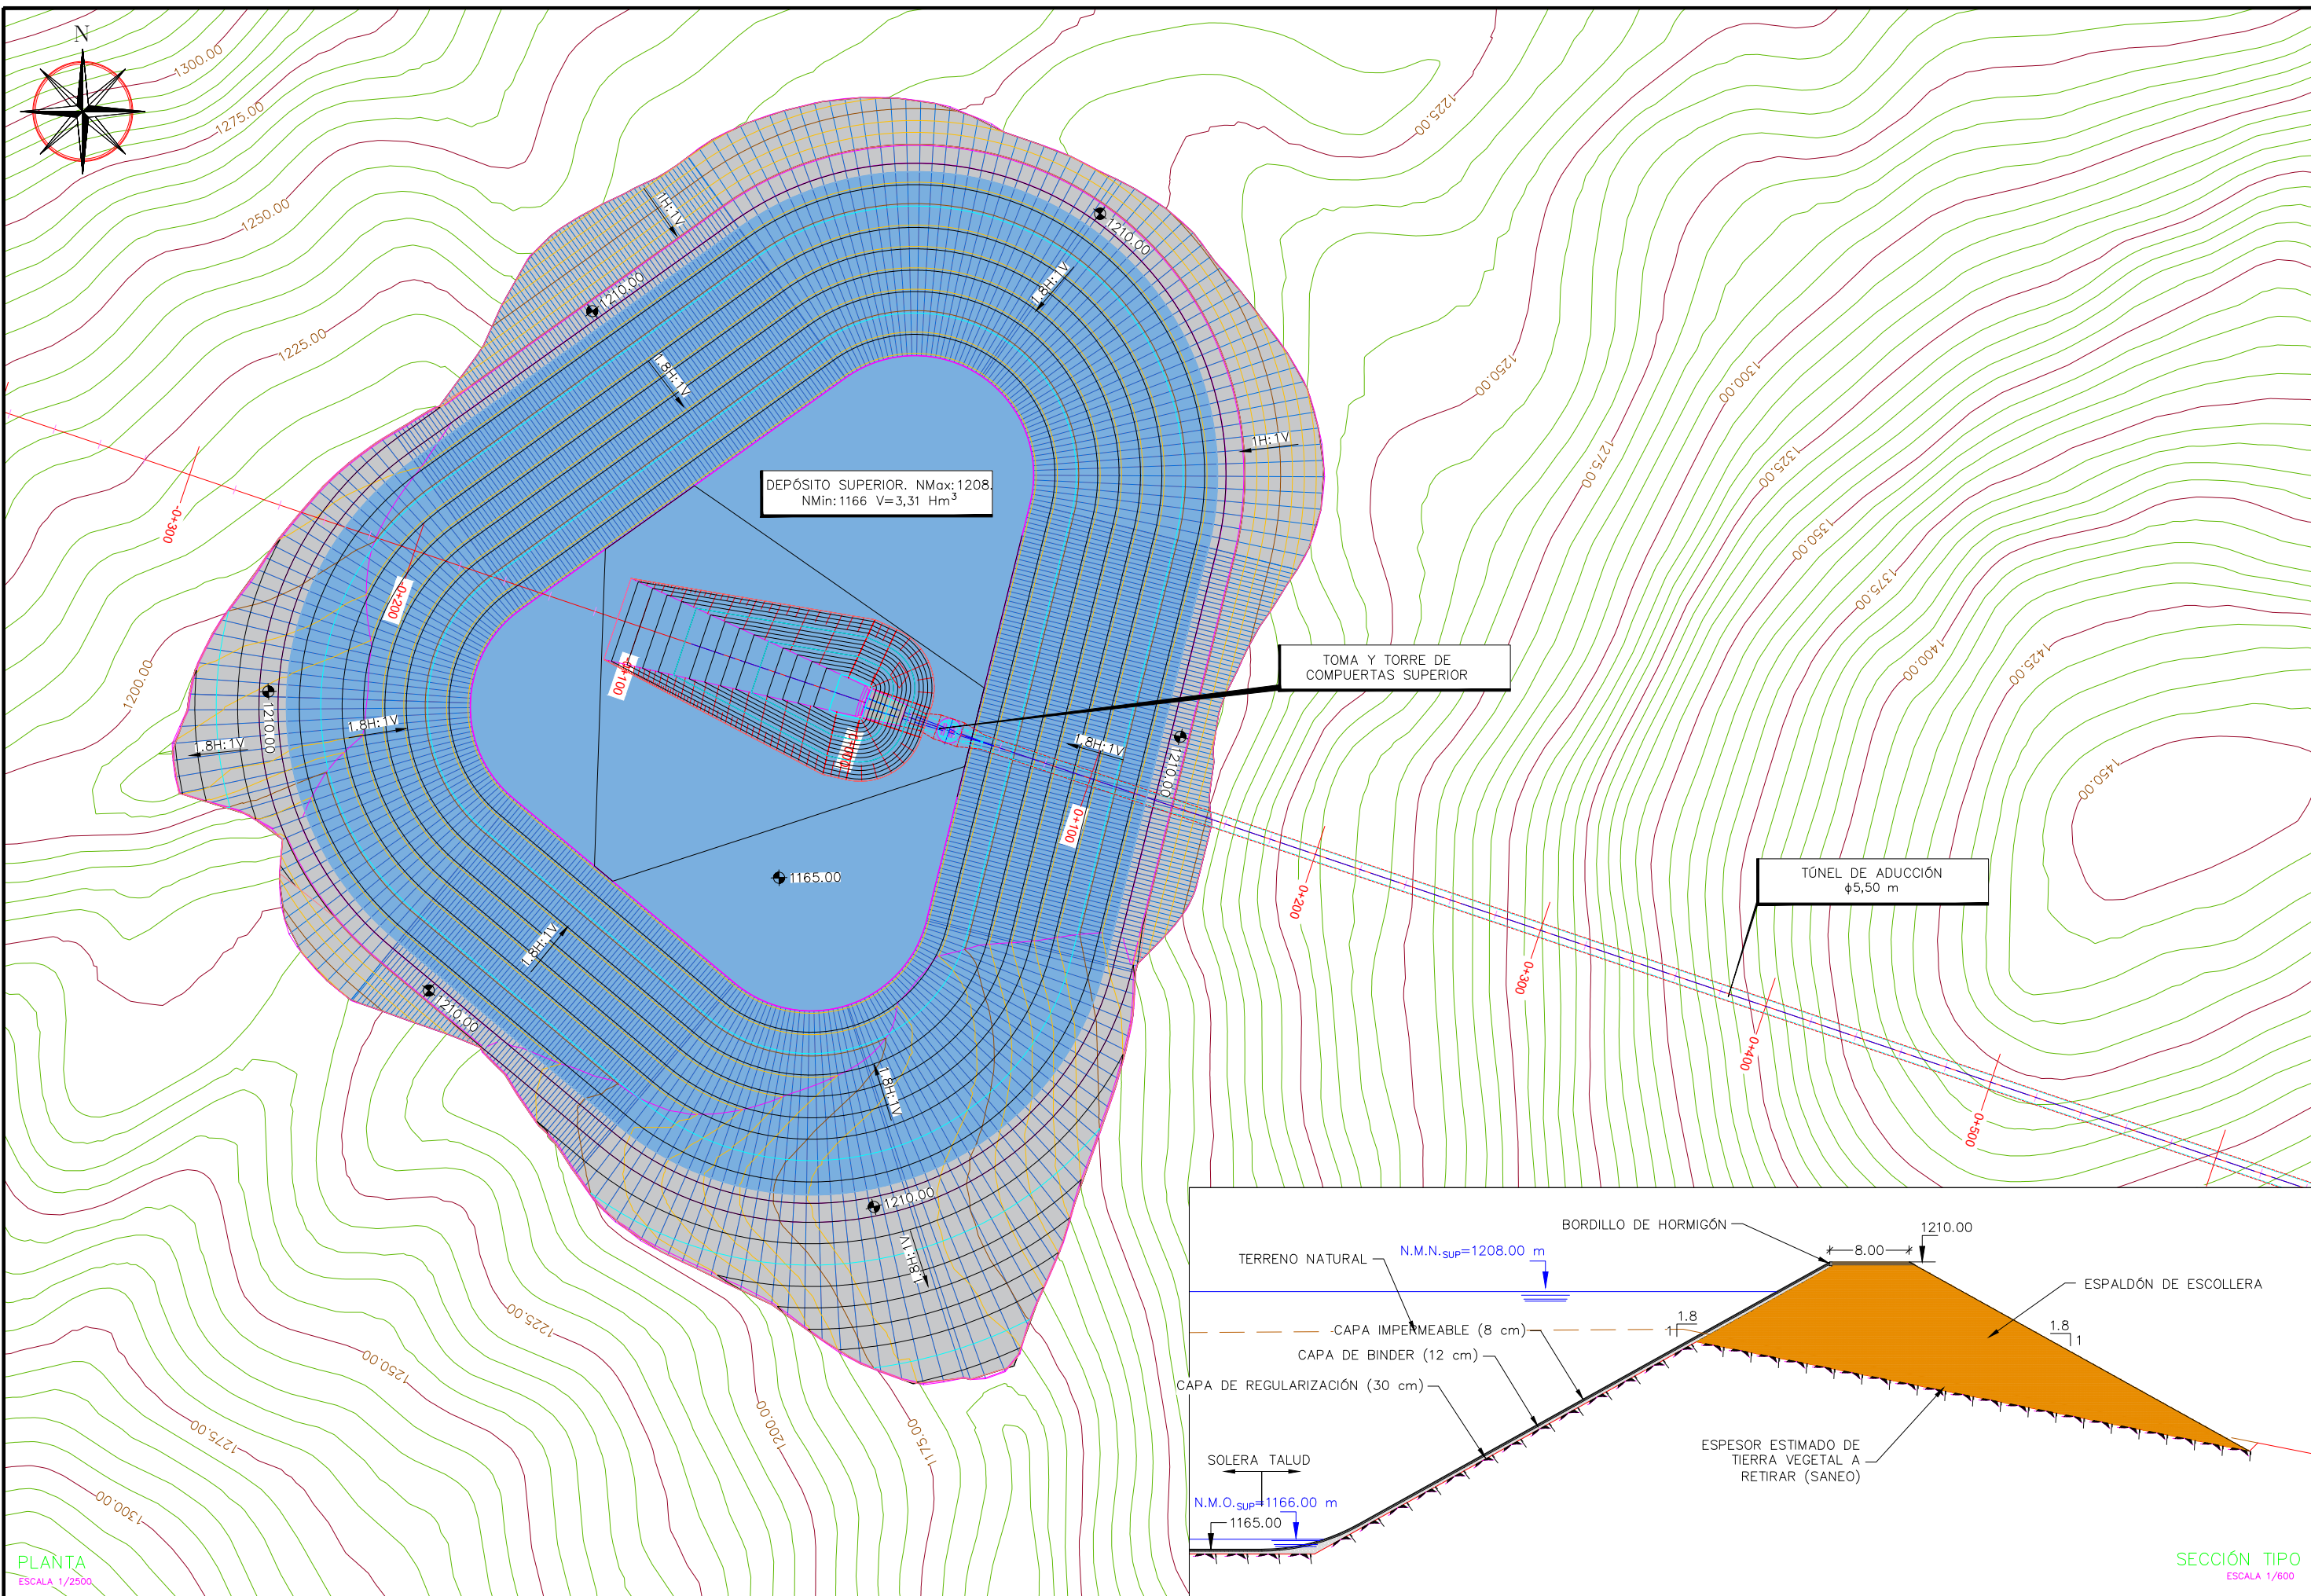 N
1300.00
1275.00
1250.00
1225.00
1200.00
1225.00
1250.00
1275.00
1300.00
1325.00
1350.00
1375.00
1400.00
1425.00
1450.00
1H:1V
1210.00
1210.00
1.8H:1V
1.8H:1V
1H:1V
DEPÓSITO SUPERIOR. NMax:1208.
NMin:1166 V=3,31 Hm³
-0+300
-0+200
TOMA Y TORRE DE
COMPUERTAS SUPERIOR
1210.00
1.8H:1V
1.8H:1V
1.8H:1V
1210.00
0+100
0+200
0+300
0+400
0+500
TÚNEL DE ADUCCIÓN
ϕ5,50 m
1165.00
1.8H:1V
1210.00
1.8H:1V
1210.00
1.8H:1V
1225.00
1250.00
1275.00
1300.00
1200.00
1175.00
PLANTA
ESCALA 1/2500
BORDILLO DE HORMIGÓN
1210.00
8.00
TERRENO NATURAL
N.M.N.SUP=1208.00 m
ESPALDÓN DE ESCOLLERA
1.8
1
1.8
1
CAPA IMPERMEABLE (8 cm)
CAPA DE BINDER (12 cm)
CAPA DE REGULARIZACIÓN (30 cm)
ESPESOR ESTIMADO DE
TIERRA VEGETAL A
RETIRAR (SANEO)
SOLERA TALUD
N.M.O.SUP=1166.00 m
1165.00
SECCIÓN TIPO
ESCALA 1/600